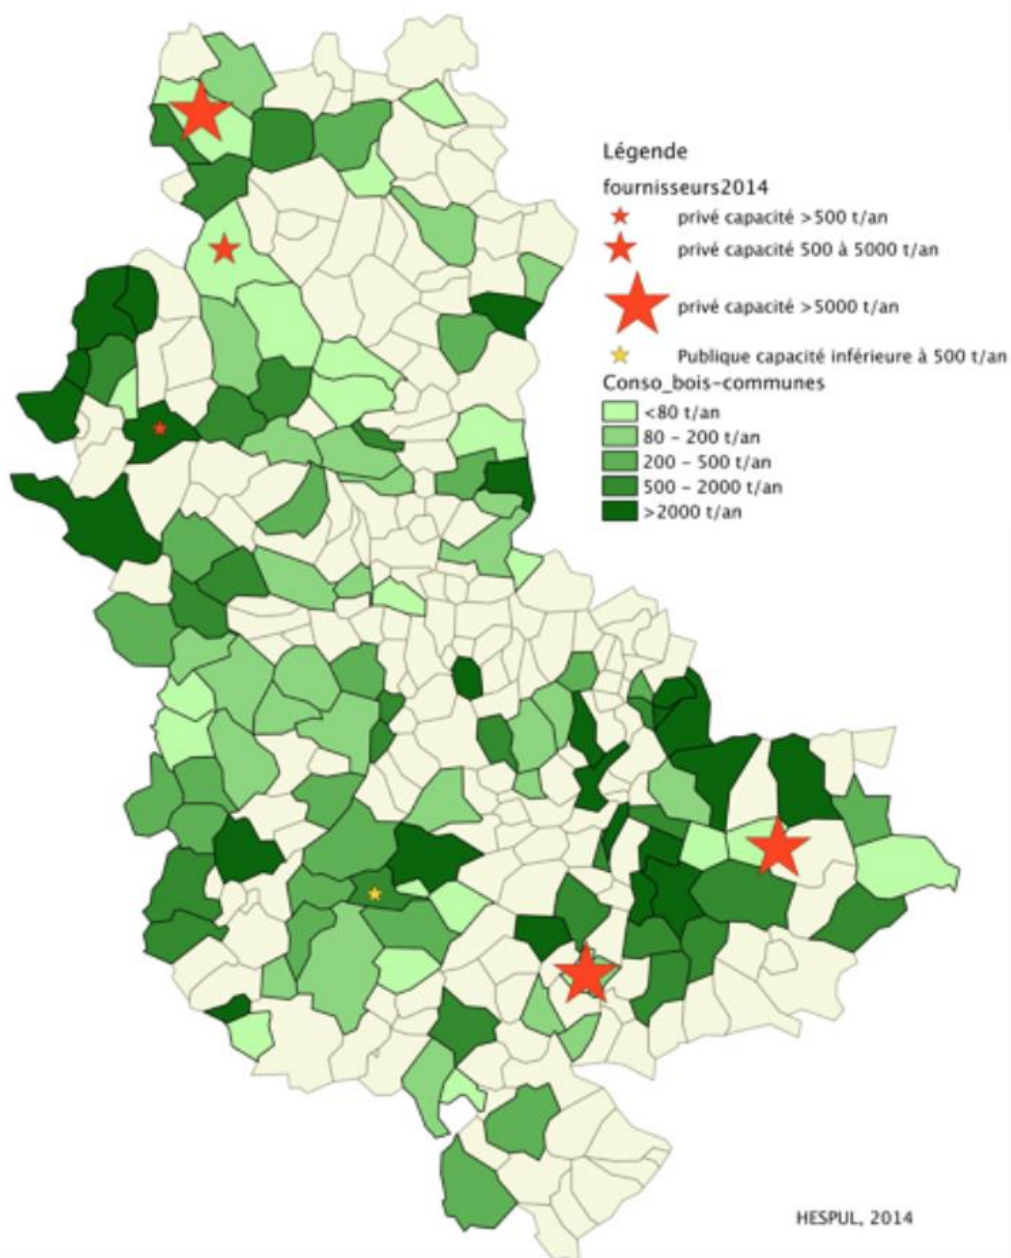 Légende
fournisseurs2014
privé capacité >500 t/an
privé capacité 500 à 5000 t/an
privé capacité >5000 t/an
Publique capacité inférieure à 500 t/an
Conso_bois-communes
<80 t/an
80 - 200 t/an
200 - 500 t/an
500 - 2000 t/an
>2000 t/an
HESPUL, 2014